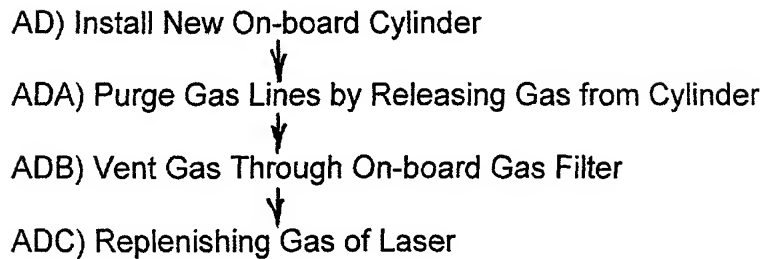 AD) Install New On-board Cylinder
ADA) Purge Gas Lines by Releasing Gas from Cylinder
ADB) Vent Gas Through On-board Gas Filter
ADC) Replenishing Gas of Laser